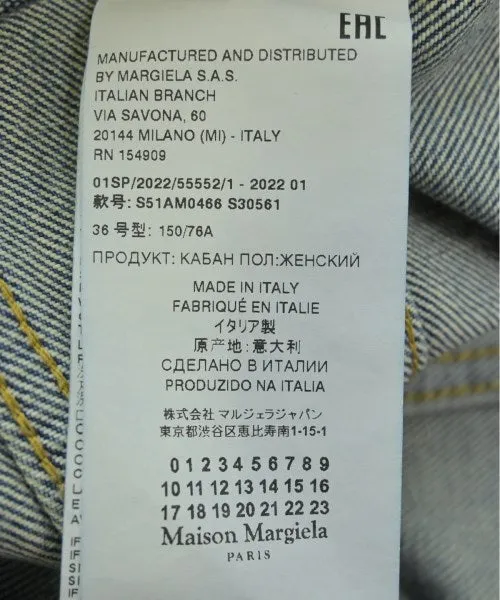 EAC
MANUFACTURED AND DISTRIBUTED
BY MARGIELA S.A.S.
ITALIAN BRANCH
VIA SAVONA, 60
20144 MILANO (MI) - ITALY
RN 154909
01SP/2022/55552/1 - 2022 01
款号: S51AM0466 S30561
36 号型: 150/76A
ПРОДУКТ: КАБАН ПОЛ:ЖЕНСКИЙ
MADE IN ITALY
FABRIQUÉ EN ITALIE
イタリア製
原产地:意大利
СДЕЛАНО В ИТАЛИИ
PRODUZIDO NA ITALIA
株式会社 マルジェラジャパン
東京都渋谷区恵比寿南1-15-1
0 1 2 3 4 5 6 7 8 9
10 11 12 13 14 15 16
17 18 19 20 21 22 23
Maison Margiela
PARIS